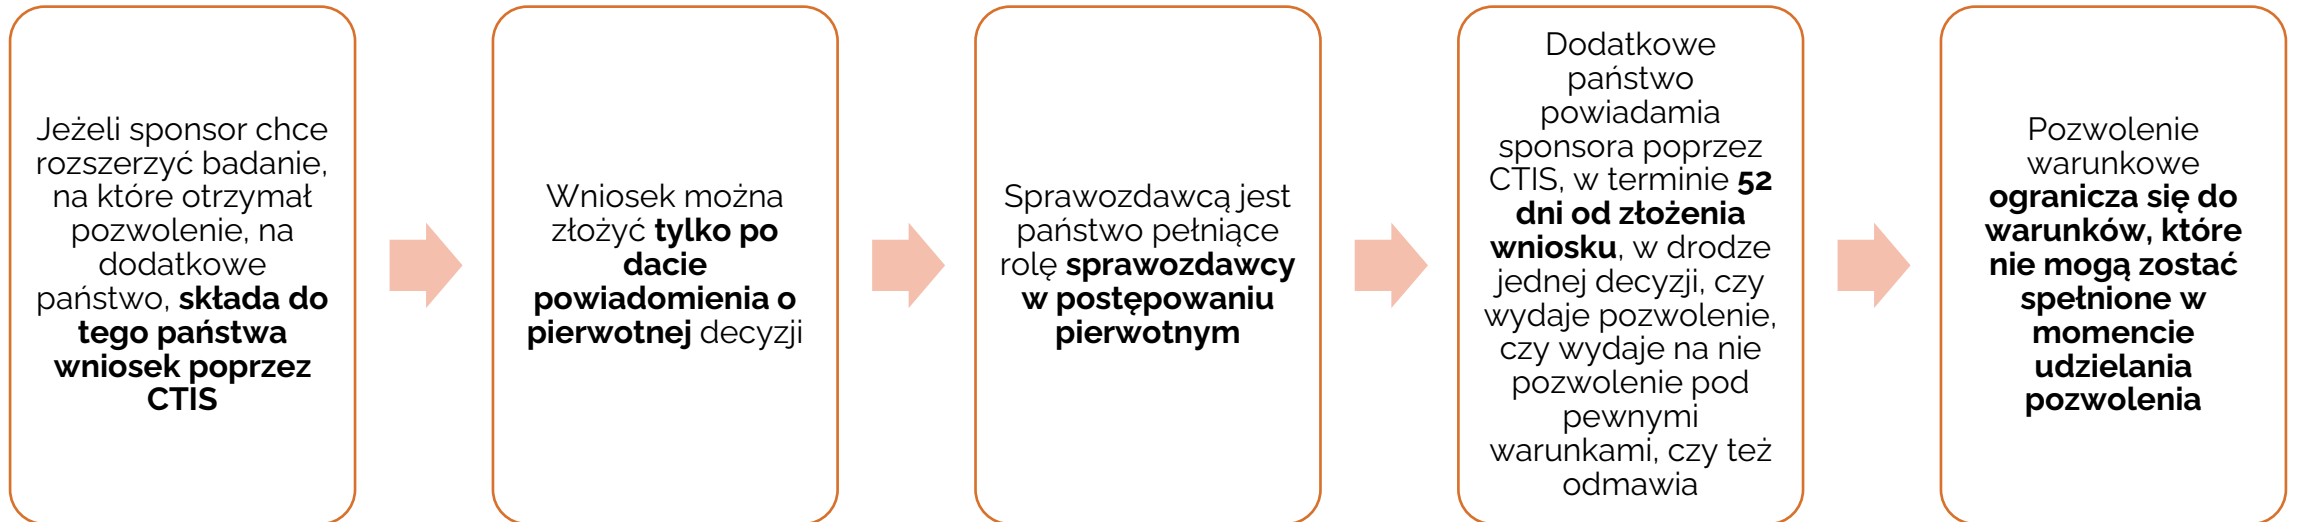 Jeżeli sponsor chce
rozszerzyć badanie,
na które otrzymał
pozwolenie, na
dodatkowe
państwo, składa do
tego państwa
wniosek poprzez
CTIS
Wniosek można
złożyć tylko po
dacie
powiadomienia o
pierwotnej decyzji
Sprawozdawcą jest
państwo pełniące
rolę sprawozdawcy
w postępowaniu
pierwotnym
Dodatkowe
państwo
powiadamia
sponsora poprzez
CTIS, w terminie 52
dni od złożenia
wniosku, w drodze
jednej decyzji, czy
wydaje pozwolenie,
czy wydaje na nie
pozwolenie pod
pewnymi
warunkami, czy też
odmawia
Pozwolenie
warunkowe
ogranicza się do
warunków, które
nie mogą zostać
spełnione w
momencie
udzielania
pozwolenia